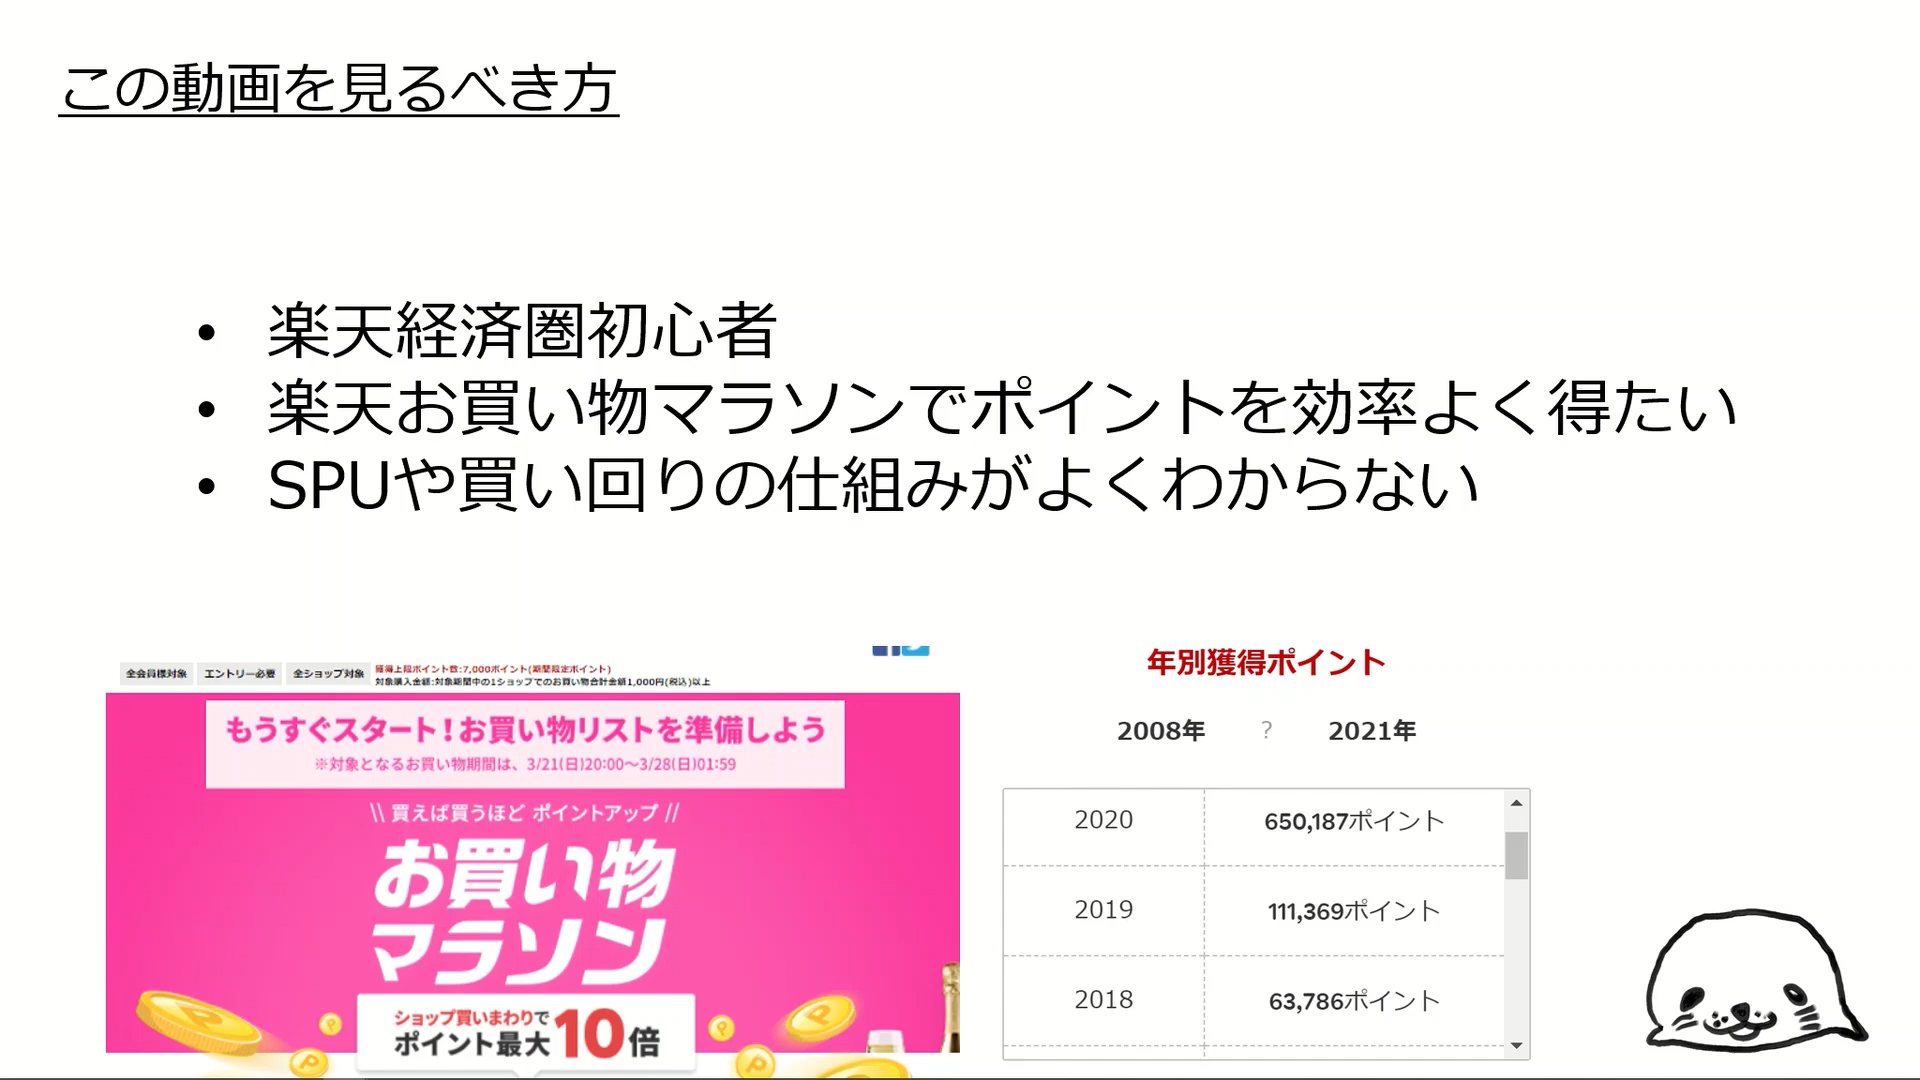 この動画を見るべき方
• 楽天経済圏初心者
• 楽天お買い物マラソンでポイントを効率よく得たい
• SPUや買い回りの仕組みがよくわからない
全会員様対象 エントリー必要 全ショップ対象 獲得上限ポイント数:7,000ポイント(期間限定ポイント)
対象購入金額:対象期間中の1ショップでのお買い物合計金額1,000円(税込)以上
もうすぐスタート!お買い物リストを準備しよう
※対象となるお買い物期間は、3/21(日)20:00～3/28(日)01:59
\\ 買えば買うほど ポイントアップ //
お買い物
マラソン
ショップ買いまわりで
ポイント最大10倍
年別獲得ポイント
2008年 ? 2021年
2020 650,187ポイント
2019 111,369ポイント
2018 63,786ポイント